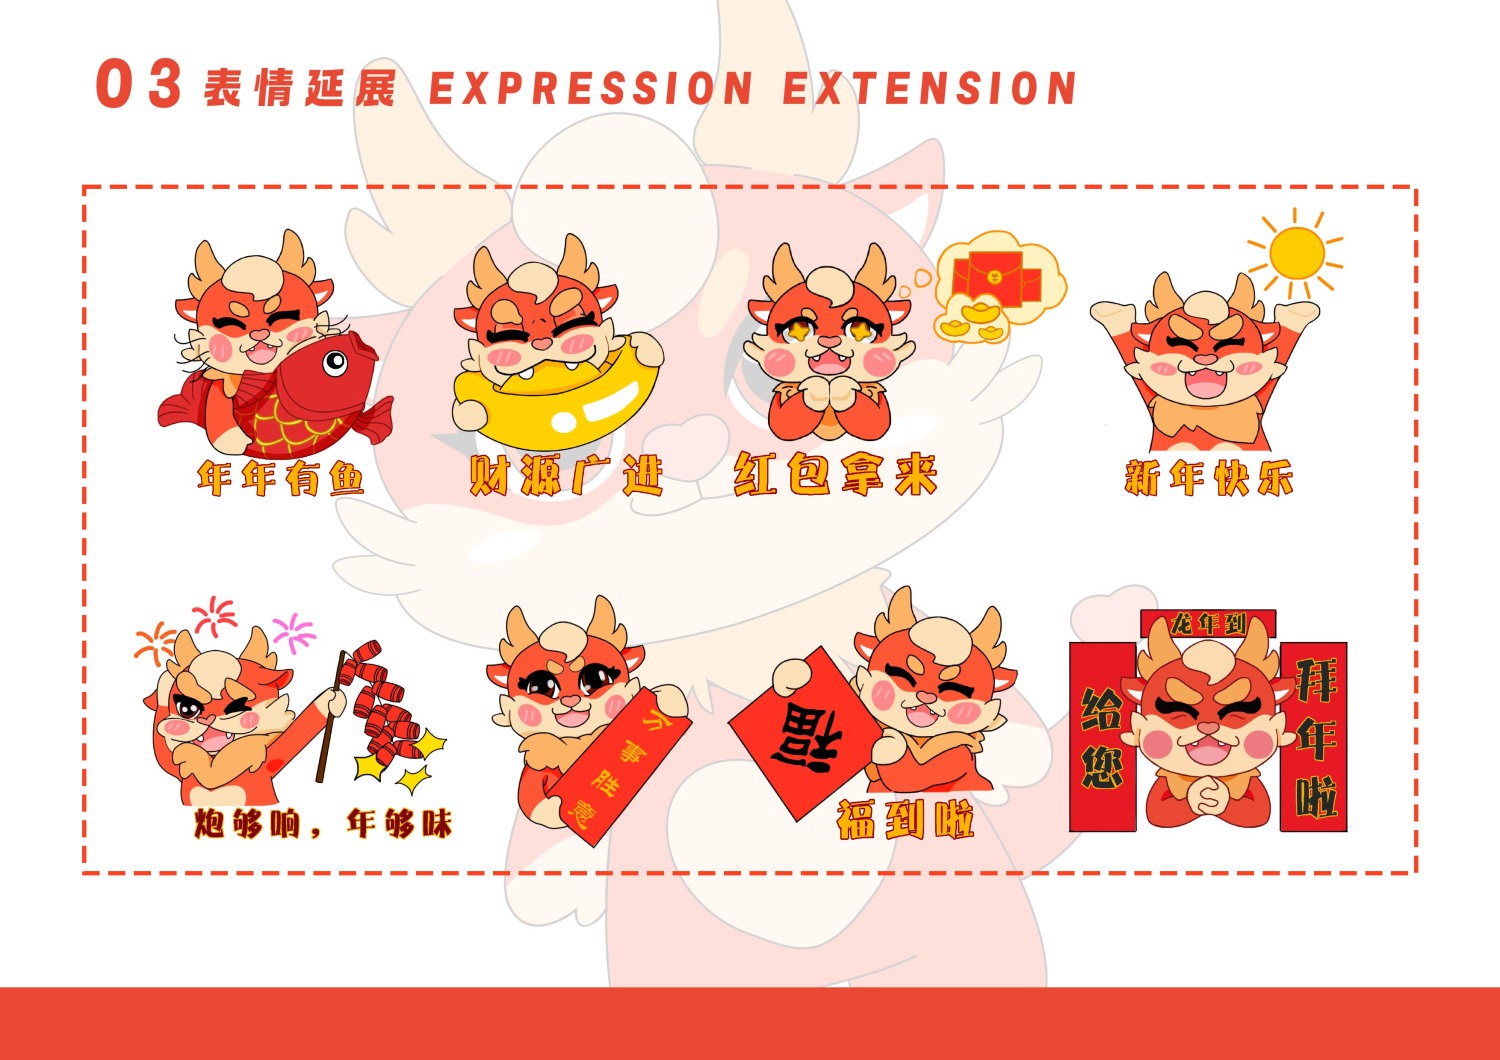 03 表情延展 EXPRESSION EXTENSION
年年有鱼
财源广进
红包拿来
新年快乐
炮够响，年够味
万事胜意
福
福到啦
龙年到
给您
拜年啦